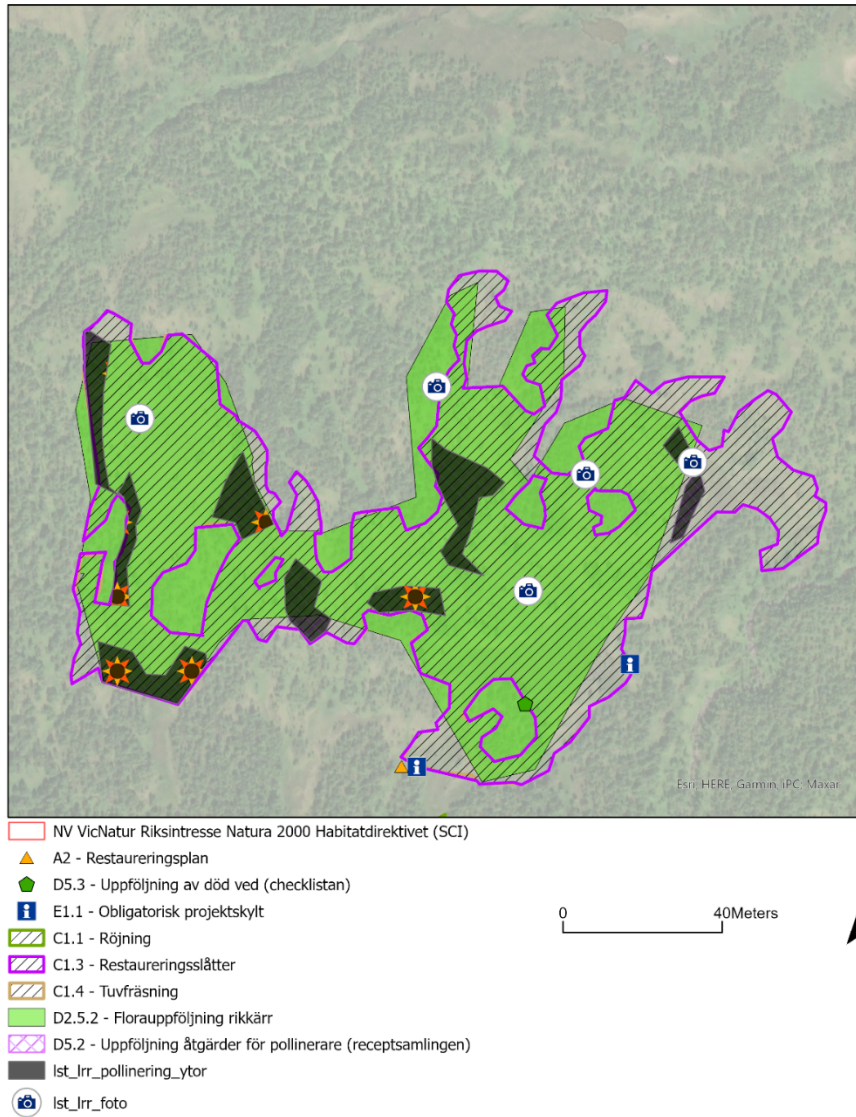 Esri, HERE, Garmin, iPC, Maxar
NV VicNatur Riksintresse Natura 2000 Habitatdirektivet (SCI)
A2 - Restaureringsplan
D5.3 - Uppföljning av död ved (checklistan)
E1.1 - Obligatorisk projektskylt
0 40Meters
C1.1 - Röjning
C1.3 - Restaureringsslåtter
C1.4 - Tuvfräsning
D2.5.2 - Florauppföljning rikkärr
D5.2 - Uppföljning åtgärder för pollinerare (receptsamlingen)
lst_lrr_pollinering_ytor
lst_lrr_foto